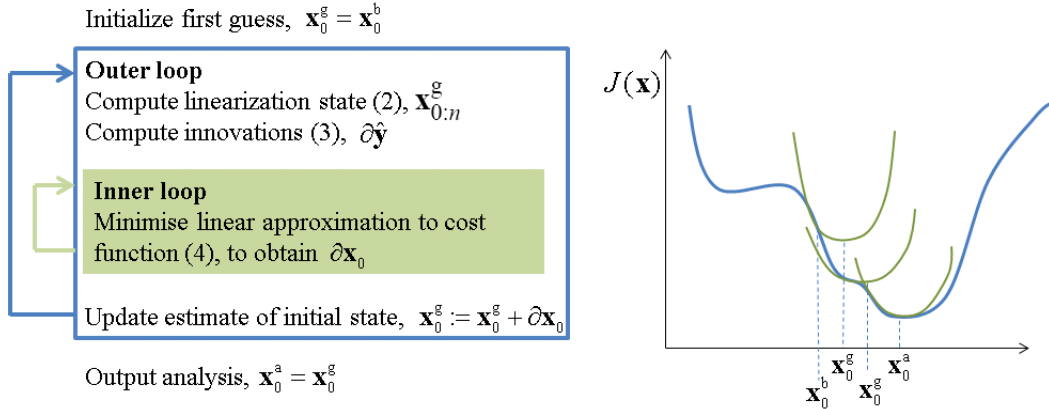 Initialize first guess, x₀ᵍ = x₀ᵇ
Outer loop
Compute linearization state (2), x₀:ₙᵍ
Compute innovations (3), ∂ŷ
Inner loop
Minimise linear approximation to cost
function (4), to obtain ∂x₀
Update estimate of initial state, x₀ᵍ := x₀ᵍ + ∂x₀
Output analysis, x₀ᵃ = x₀ᵍ
J(x)
x₀ᵇ
x₀ᵍ
x₀ᵍ
x₀ᵃ